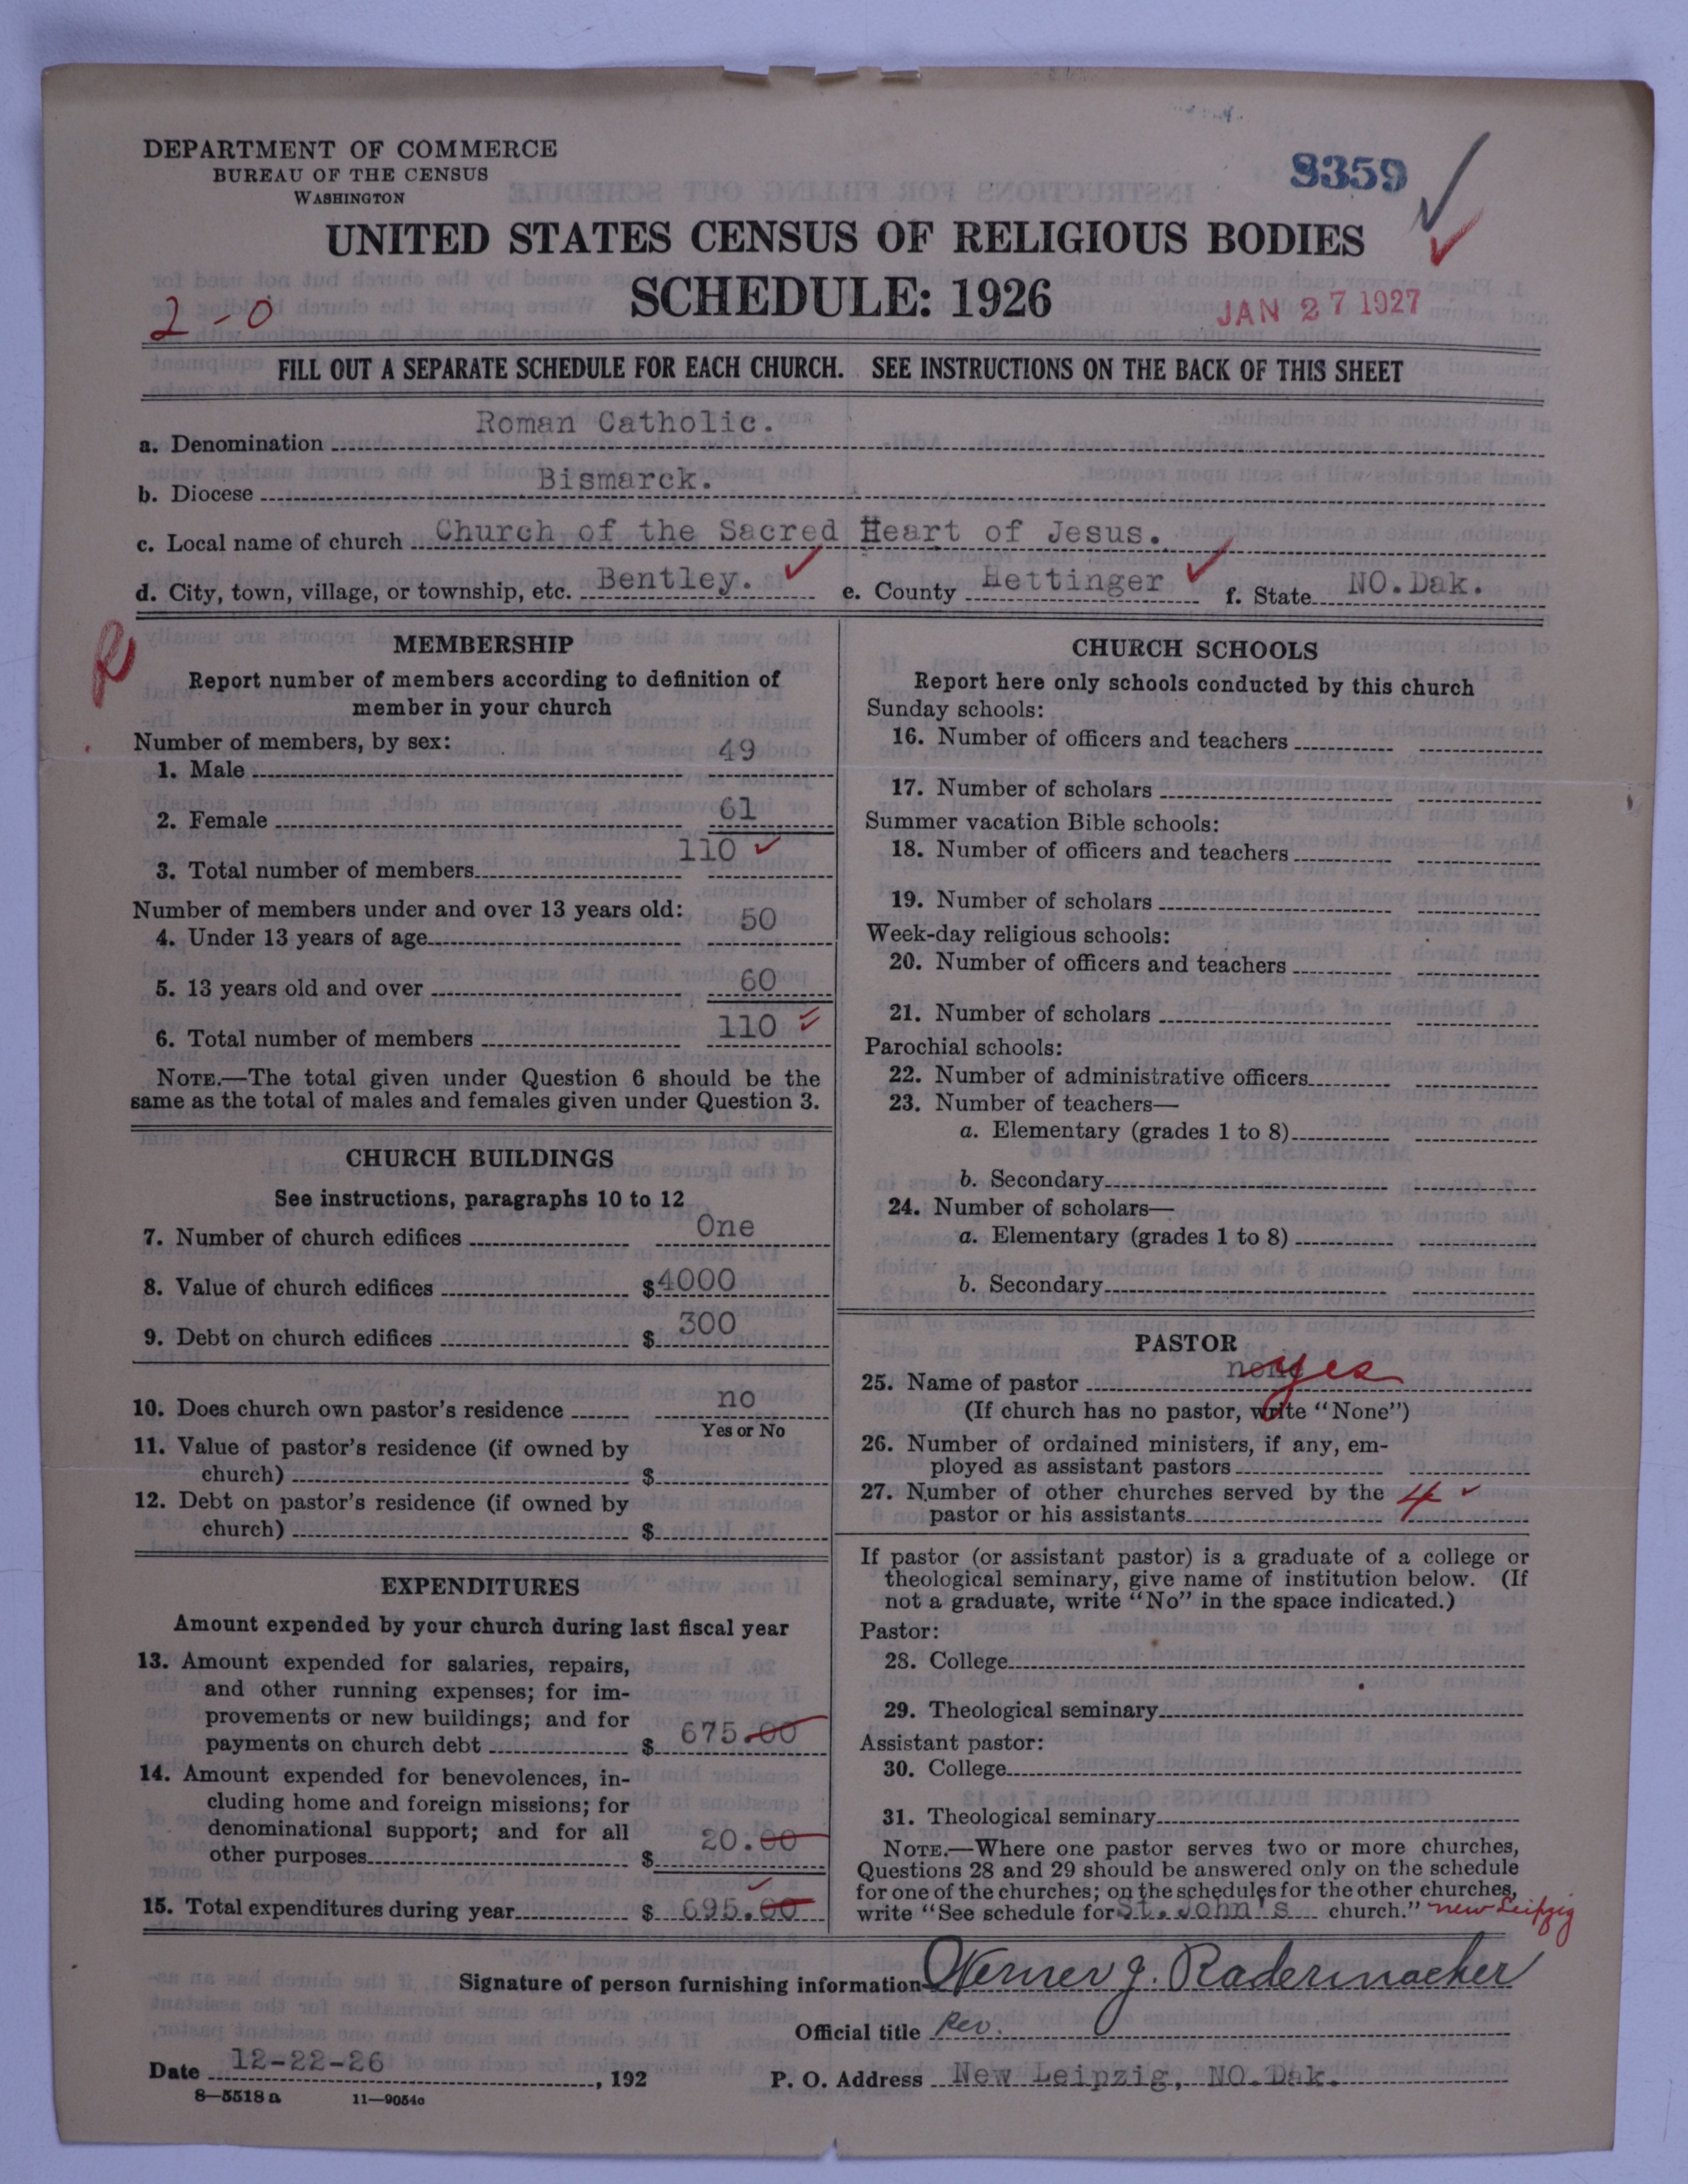 DEPARTMENT OF COMMERCE
BUREAU OF THE CENSUS
WASHINGTON
8359
UNITED STATES CENSUS OF RELIGIOUS BODIES
SCHEDULE: 1926
2-0
JAN 27 1927
FILL OUT A SEPARATE SCHEDULE FOR EACH CHURCH. SEE INSTRUCTIONS ON THE BACK OF THIS SHEET
a. Denomination Roman Catholic.
b. Diocese Bismarck.
c. Local name of church Church of the Sacred Heart of Jesus.
d. City, town, village, or township, etc. Bentley. e. County Hettinger f. State NO.Dak.
R
MEMBERSHIP
Report number of members according to definition of
member in your church
Number of members, by sex:
1. Male 49
2. Female 61
3. Total number of members 110
Number of members under and over 13 years old:
4. Under 13 years of age 50
5. 13 years old and over 60
6. Total number of members 110
NOTE.—The total given under Question 6 should be the
same as the total of males and females given under Question 3.
CHURCH BUILDINGS
See instructions, paragraphs 10 to 12
7. Number of church edifices One
8. Value of church edifices $4000
9. Debt on church edifices $ 300
10. Does church own pastor's residence no
Yes or No
11. Value of pastor's residence (if owned by
church) $
12. Debt on pastor's residence (if owned by
church) $
EXPENDITURES
Amount expended by your church during last fiscal year
13. Amount expended for salaries, repairs,
and other running expenses; for im-
provements or new buildings; and for
payments on church debt $ 675.00
14. Amount expended for benevolences, in-
cluding home and foreign missions; for
denominational support; and for all
other purposes $ 20.00
15. Total expenditures during year $ 695.00
CHURCH SCHOOLS
Report here only schools conducted by this church
Sunday schools:
16. Number of officers and teachers
17. Number of scholars
Summer vacation Bible schools:
18. Number of officers and teachers
19. Number of scholars
Week-day religious schools:
20. Number of officers and teachers
21. Number of scholars
Parochial schools:
22. Number of administrative officers
23. Number of teachers—
a. Elementary (grades 1 to 8)
b. Secondary
24. Number of scholars—
a. Elementary (grades 1 to 8)
b. Secondary
PASTOR
25. Name of pastor none yes
(If church has no pastor, write "None")
26. Number of ordained ministers, if any, em-
ployed as assistant pastors
27. Number of other churches served by the 4
pastor or his assistants
If pastor (or assistant pastor) is a graduate of a college or
theological seminary, give name of institution below. (If
not a graduate, write "No" in the space indicated.)
Pastor:
28. College
29. Theological seminary
Assistant pastor:
30. College
31. Theological seminary
NOTE.—Where one pastor serves two or more churches,
Questions 28 and 29 should be answered only on the schedule
for one of the churches; on the schedules for the other churches,
write "See schedule for St. John's church." new Leipzig
Signature of person furnishing information Werner J. Radermacher
Official title Rev.
Date 12-22-26, 192
P. O. Address New Leipzig, NO.Dak.
8—5518 a 11—9054c